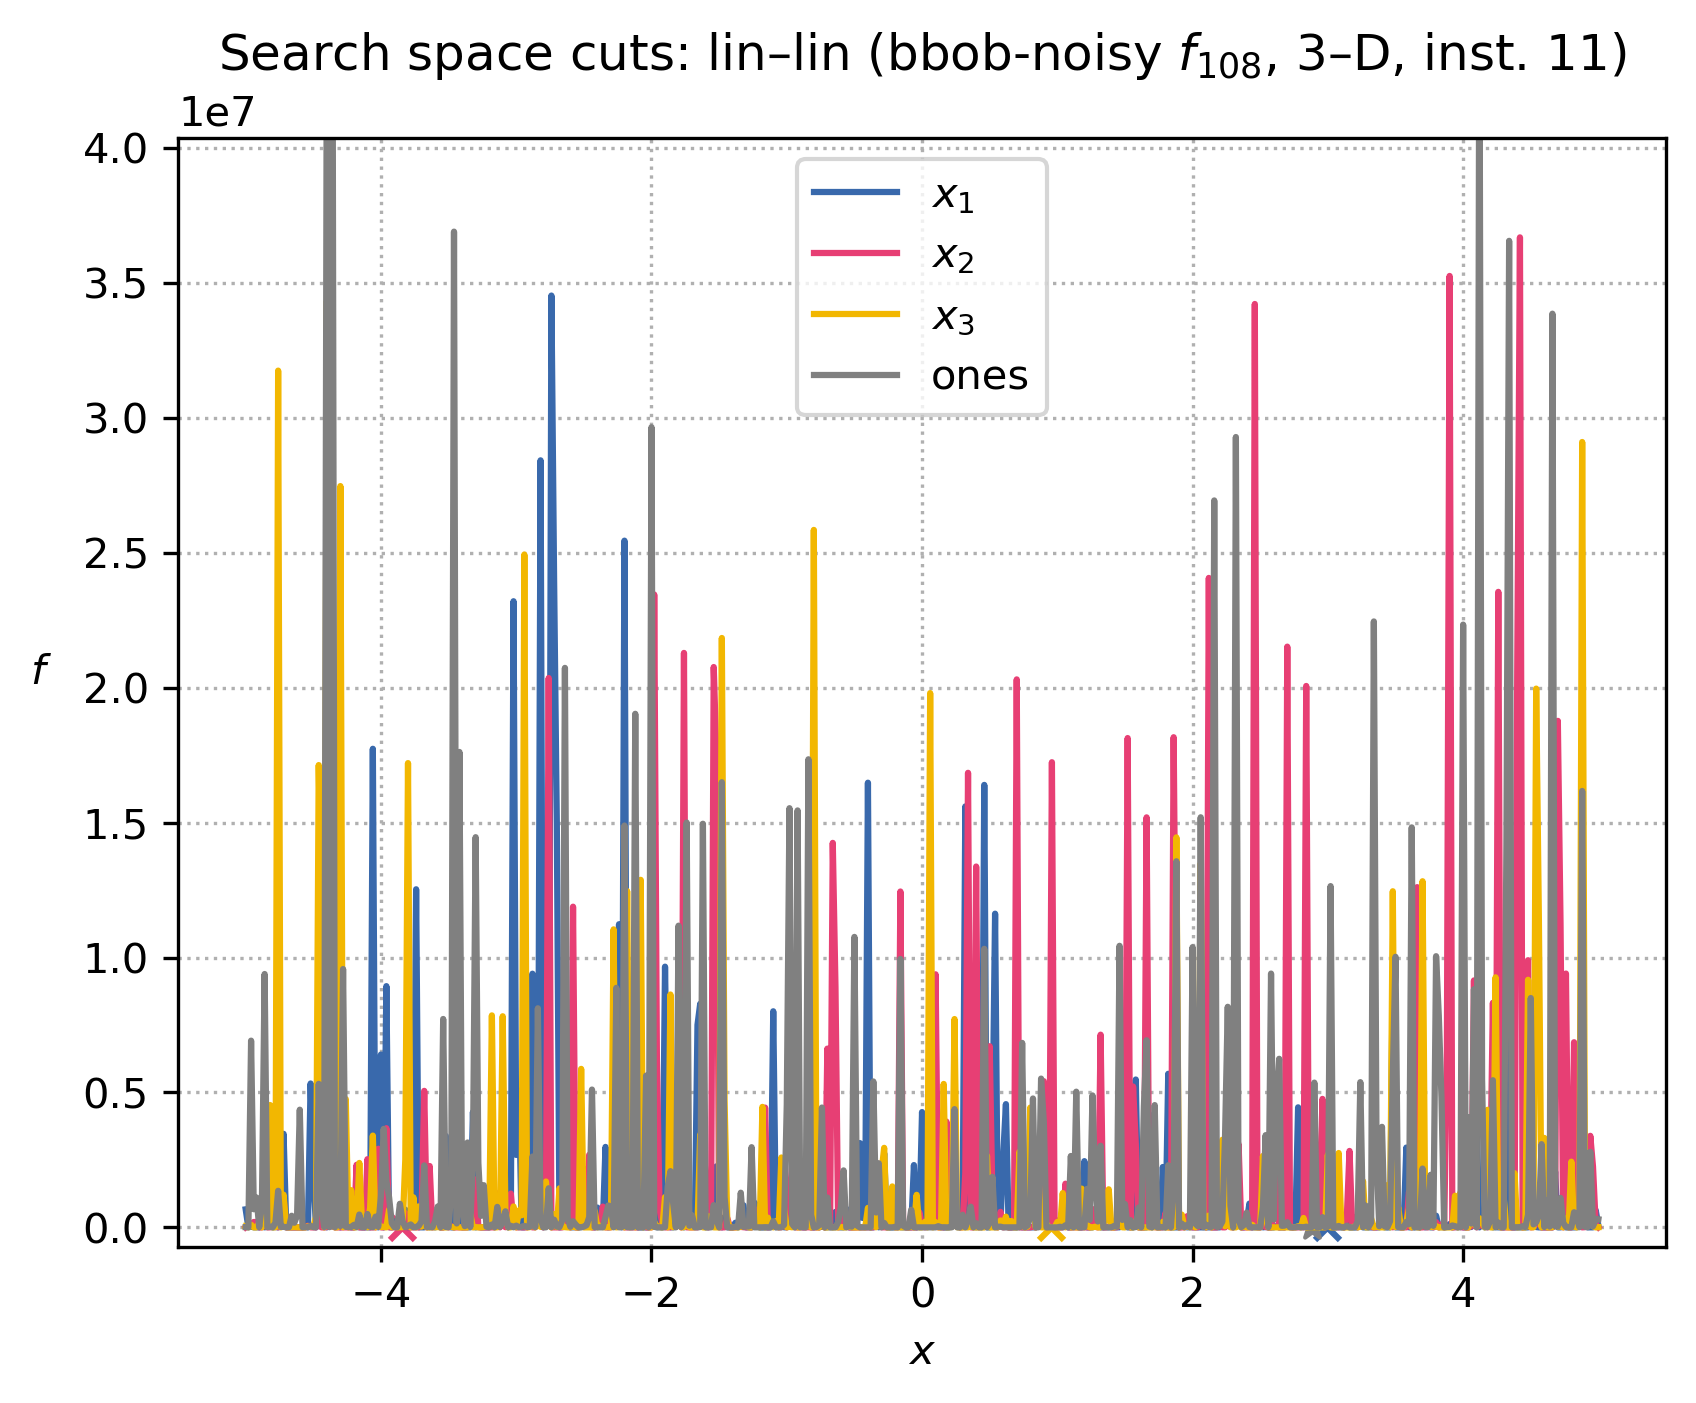 Search space cuts: lin–lin (bbob-noisy f₁₀₈, 3–D, inst. 11)
1e7
4.0
3.5
3.0
2.5
2.0
1.5
1.0
0.5
0.0
f
x₁
x₂
x₃
ones
−4 −2 0 2 4
x